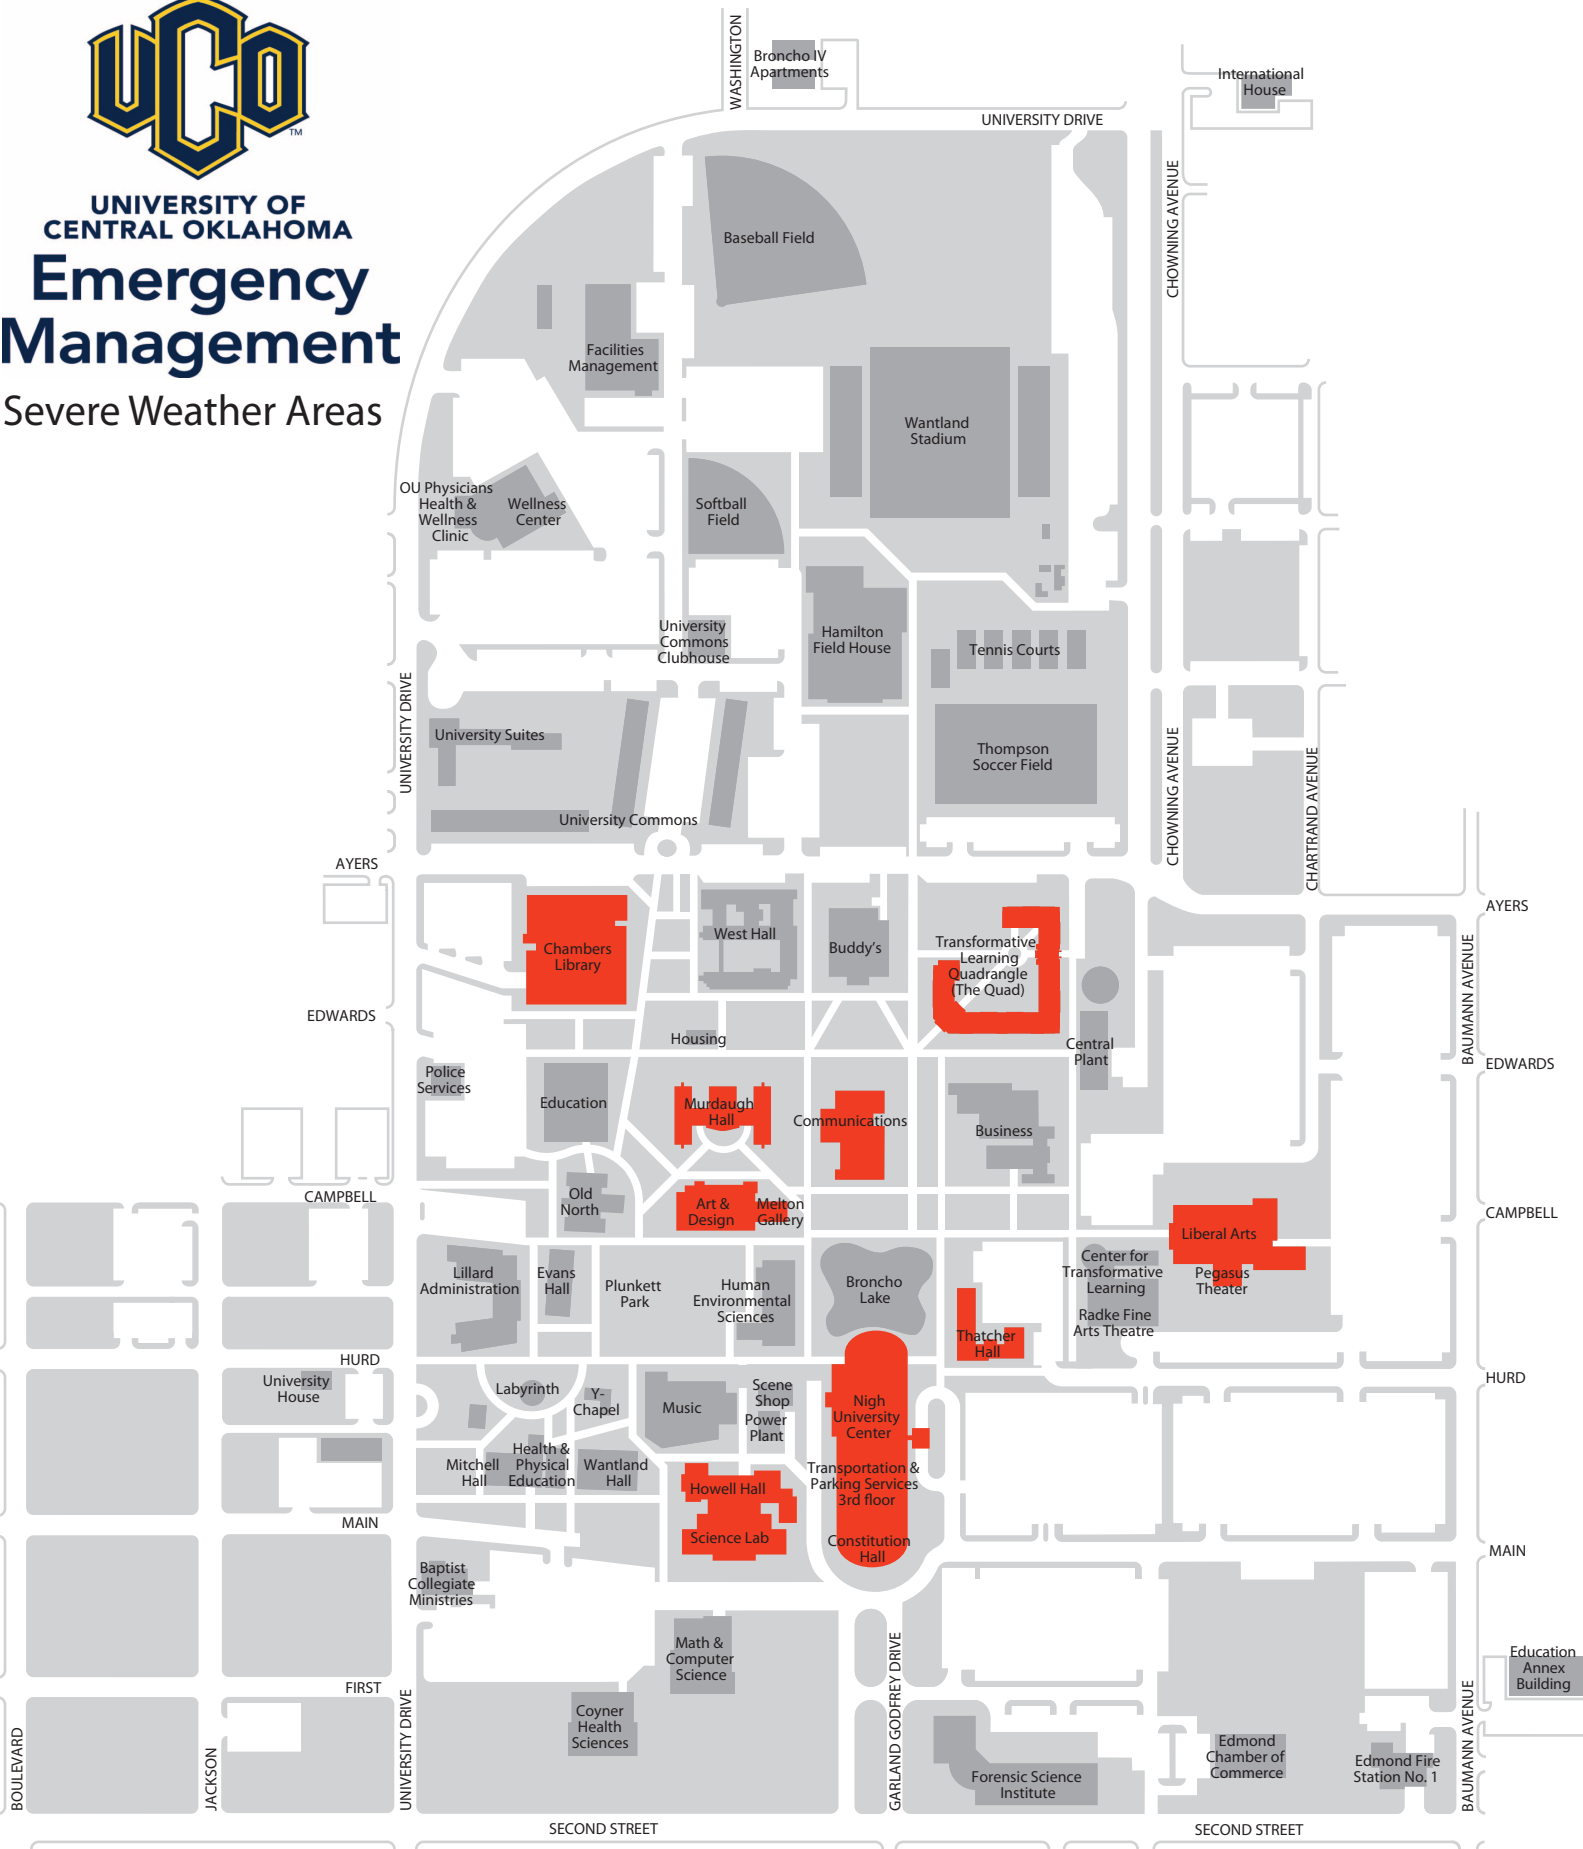 UCO
TM
UNIVERSITY OF
CENTRAL OKLAHOMA
Emergency
Management
Severe Weather Areas
WASHINGTON
Broncho IV
Apartments
International
House
UNIVERSITY DRIVE
CHOWNING AVENUE
Baseball Field
Facilities
Management
Wantland
Stadium
OU Physicians
Health &
Wellness
Clinic
Wellness
Center
Softball
Field
University
Commons
Clubhouse
Hamilton
Field House
Tennis Courts
UNIVERSITY DRIVE
University Suites
Thompson
Soccer Field
CHOWNING AVENUE
CHARTRAND AVENUE
University Commons
AYERS
AYERS
Chambers
Library
West Hall
Buddy's
Transformative
Learning
Quadrangle
(The Quad)
BAUMANN AVENUE
EDWARDS
Housing
Central
Plant
EDWARDS
Police
Services
Education
Murdaugh
Hall
Communications
Business
CAMPBELL
Old
North
Art &
Design
Melton
Gallery
CAMPBELL
Liberal Arts
Lillard
Administration
Evans
Hall
Plunkett
Park
Human
Environmental
Sciences
Broncho
Lake
Center for
Transformative
Learning
Pegasus
Theater
Radke Fine
Arts Theatre
Thatcher
Hall
HURD
HURD
University
House
Labyrinth
Y-
Chapel
Music
Scene
Shop
Power
Plant
Nigh
University
Center
Mitchell
Hall
Health &
Physical
Education
Wantland
Hall
Howell Hall
Transportation &
Parking Services
3rd floor
MAIN
Science Lab
Constitution
Hall
MAIN
Baptist
Collegiate
Ministries
Math &
Computer
Science
Education
Annex
Building
FIRST
BOULEVARD
JACKSON
UNIVERSITY DRIVE
Coyner
Health
Sciences
GARLAND GODFREY DRIVE
Forensic Science
Institute
Edmond
Chamber of
Commerce
Edmond Fire
Station No. 1
BAUMANN AVENUE
SECOND STREET
SECOND STREET